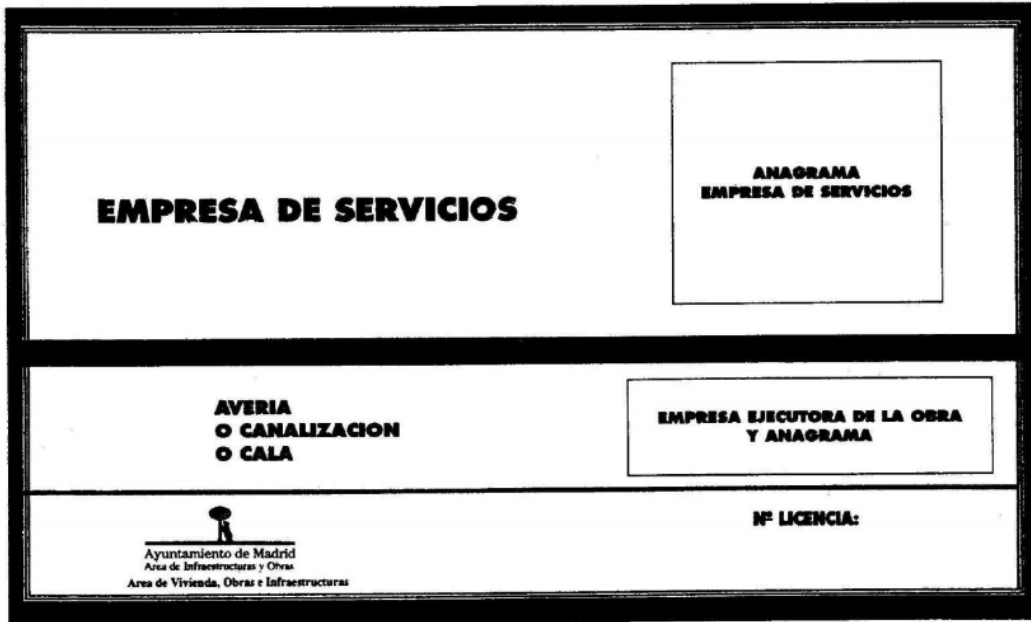 EMPRESA DE SERVICIOS
ANAGRAMA
EMPRESA DE SERVICIOS
AVERIA
O CANALIZACION
O CALA
EMPRESA EJECUTORA DE LA OBRA
Y ANAGRAMA
Ayuntamiento de Madrid
Area de Infraestructuras y Obras
Area de Vivienda, Obras e Infraestructuras
Nº LICENCIA: